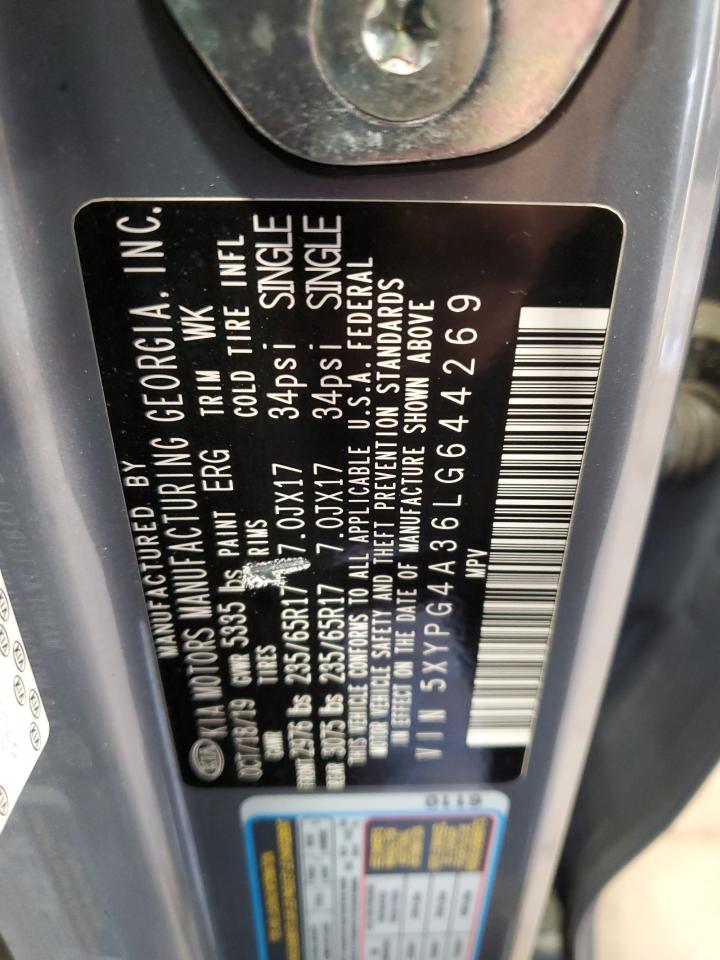 MANUFACTURED BY
KIA KIA MOTORS MANUFACTURING GEORGIA, INC.
OCT/18/19 GVWR 5335 lbs PAINT ERG TRIM WK
GAWR TIRES RIMS COLD TIRE INFL
FRONT 2976 lbs 235/65R17 7.0JX17 34psi SINGLE
REAR 3075 lbs 235/65R17 7.0JX17 34psi SINGLE
THIS VEHICLE CONFORMS TO ALL APPLICABLE U.S.A. FEDERAL
MOTOR VEHICLE SAFETY AND THEFT PREVENTION STANDARDS
IN EFFECT ON THE DATE OF MANUFACTURE SHOWN ABOVE
VIN 5XYPG4A36LG644269
MPV